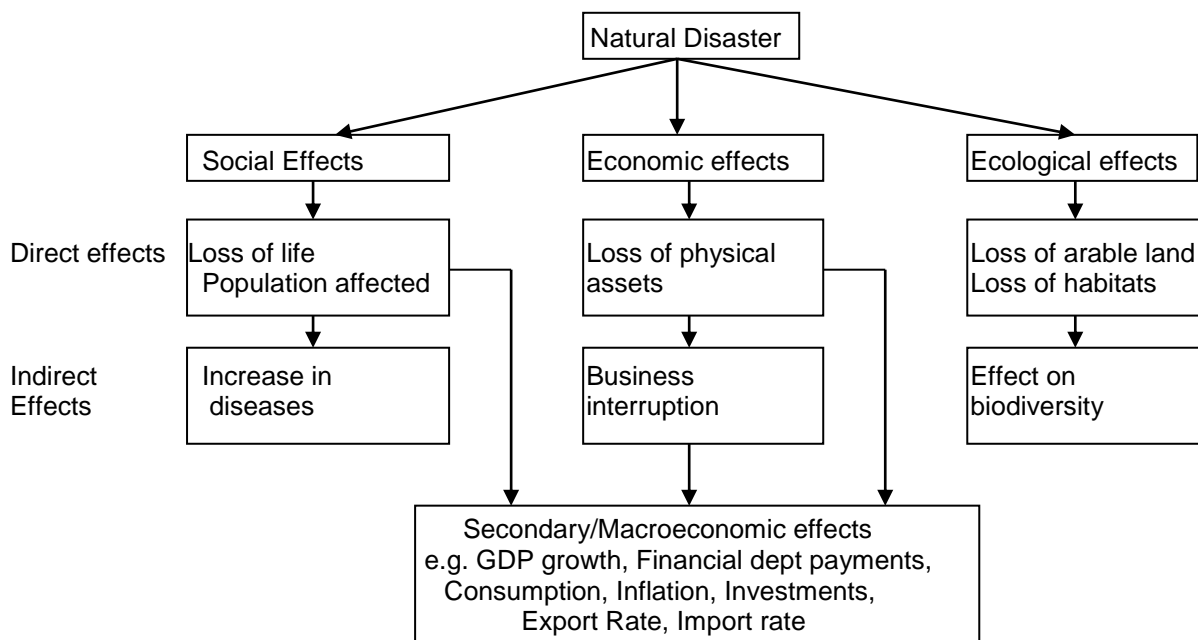 Natural Disaster
Social Effects
Economic effects
Ecological effects
Direct effects
Loss of life
Population affected
Loss of physical
assets
Loss of arable land
Loss of habitats
Indirect
Effects
Increase in
diseases
Business
interruption
Effect on
biodiversity
Secondary/Macroeconomic effects
e.g. GDP growth, Financial dept payments,
Consumption, Inflation, Investments,
Export Rate, Import rate